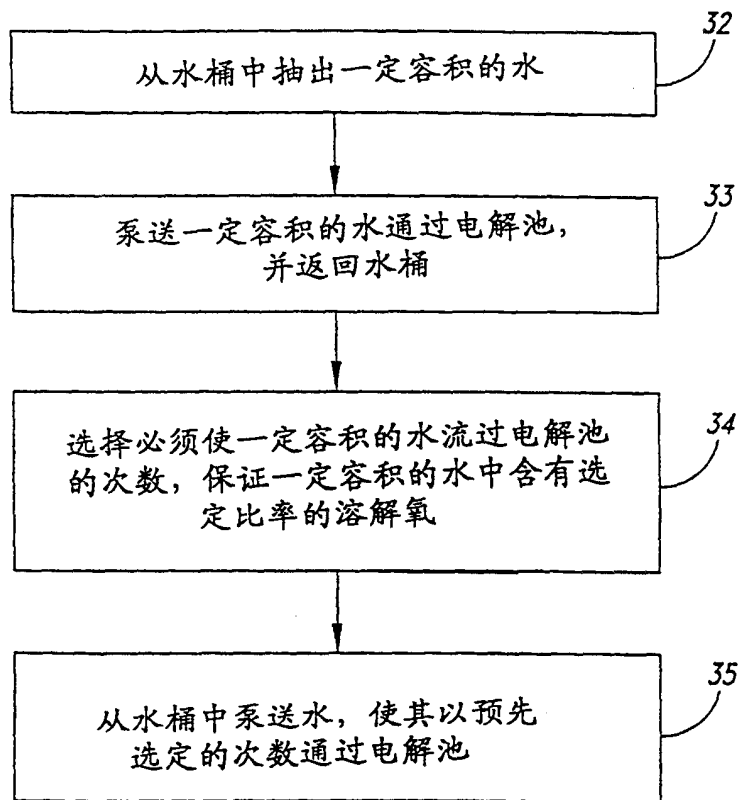 32
从水桶中抽出一定容积的水
33
泵送一定容积的水通过电解池，
并返回水桶
34
选择必须使一定容积的水流过电解池
的次数，保证一定容积的水中含有选
定比率的溶解氧
35
从水桶中泵送水，使其以预先
选定的次数通过电解池